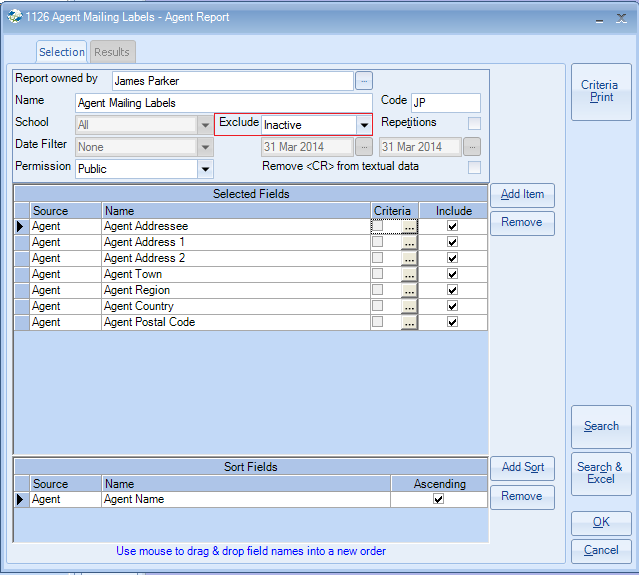 1126 Agent Mailing Labels - Agent Report
Selection Results
Report owned by James Parker ...
Name Agent Mailing Labels Code JP
School All Exclude Inactive Repetitions
Date Filter None 31 Mar 2014 ... 31 Mar 2014 ...
Permission Public Remove <CR> from textual data
Criteria
Print
Selected Fields
Source Name Criteria Include
Agent Agent Addressee ...
Agent Agent Address 1 ...
Agent Agent Address 2 ...
Agent Agent Town ...
Agent Agent Region ...
Agent Agent Country ...
Agent Agent Postal Code ...
Add Item
Remove
Sort Fields
Source Name Ascending
Agent Agent Name
Add Sort
Remove
Use mouse to drag & drop field names into a new order
Search
Search &
Excel
OK
Cancel